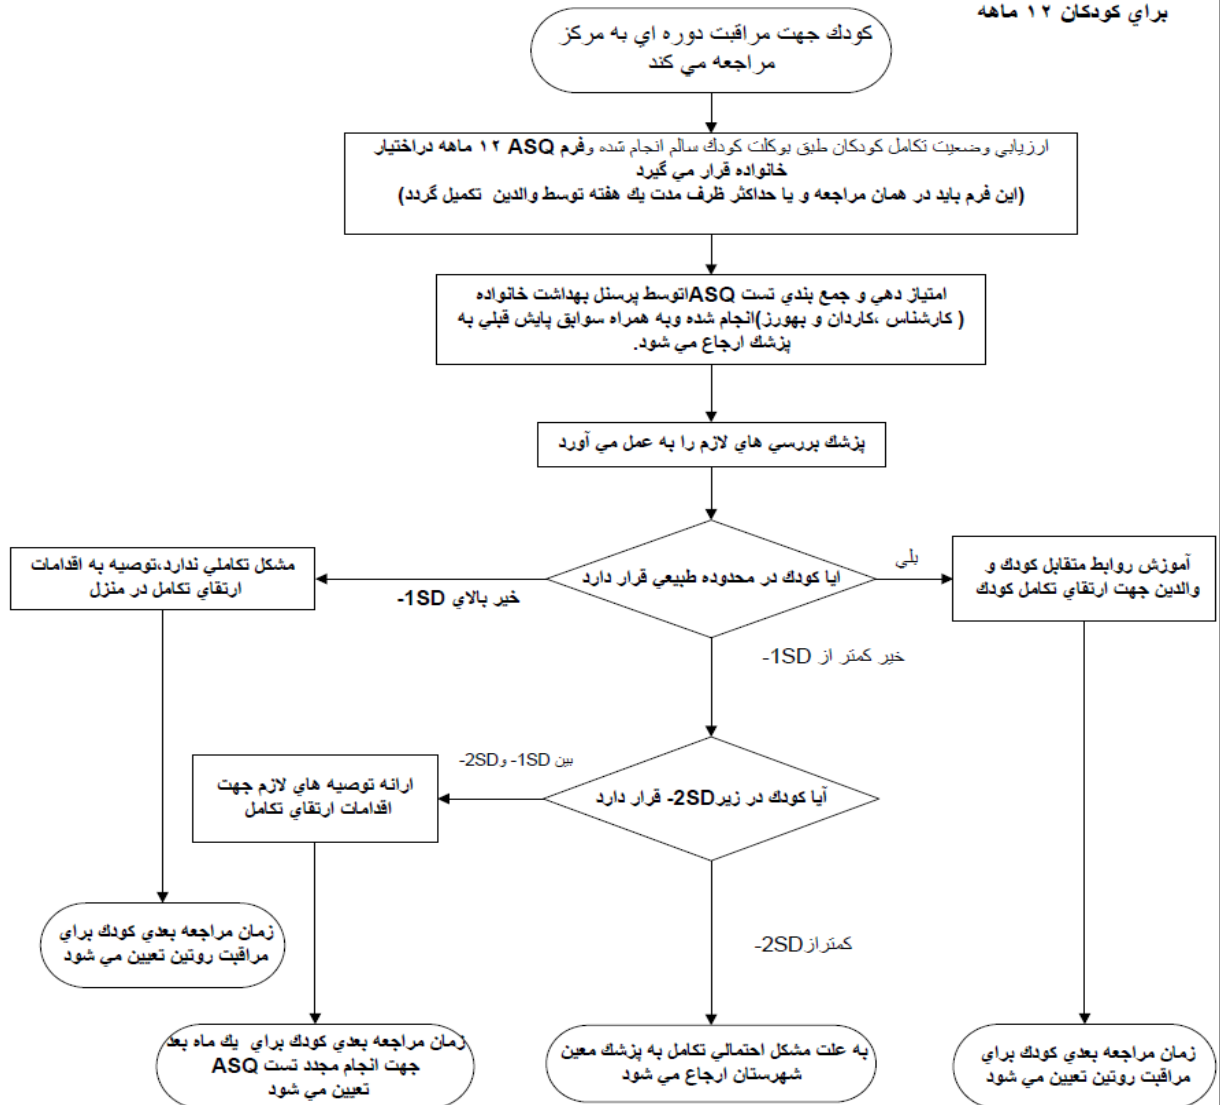 براي كودكان ١٢ ماهه
كودك جهت مراقبت دوره اي به مركز
مراجعه مي كند
ارزيابي وضعيت تكامل كودكان طبق بوكلت كودك سالم انجام شده وفرم ASQ ١٢ ماهه دراختيار
خانواده قرار مي گيرد
(اين فرم بايد در همان مراجعه و يا حداكثر ظرف مدت يك هفته توسط والدين تكميل گردد)
امتياز دهي و جمع بندي تست ASQاتوسط پرسنل بهداشت خانواده
( كارشناس ،كاردان و بهورز)انجام شده وبه همراه سوابق پايش قبلي به
پزشك ارجاع مي شود.
پزشك بررسي هاي لازم را به عمل مي آورد
ايا كودك در محدوده طبيعي قرار دارد
بلي
آموزش روابط متقابل كودك و
والدين جهت ارتقاي تكامل كودك
خير بالاي 1SD-
مشكل تكاملي ندارد،توصيه به اقدامات
ارتقاي تكامل در منزل
خير كمتر از 1SD-
آيا كودك در زير2SD- قرار دارد
بين 1SD- و2SD-
ارائه توصيه هاي لازم جهت
اقدامات ارتقاي تكامل
كمتراز2SD-
زمان مراجعه بعدي كودك براي
مراقبت روتين تعيين مي شود
زمان مراجعه بعدي كودك براي
مراقبت روتين تعيين مي شود
به علت مشكل احتمالي تكامل به پزشك معين
شهرستان ارجاع مي شود
زمان مراجعه بعدي كودك براي يك ماه بعد
جهت انجام مجدد تست ASQ
تعيين مي شود